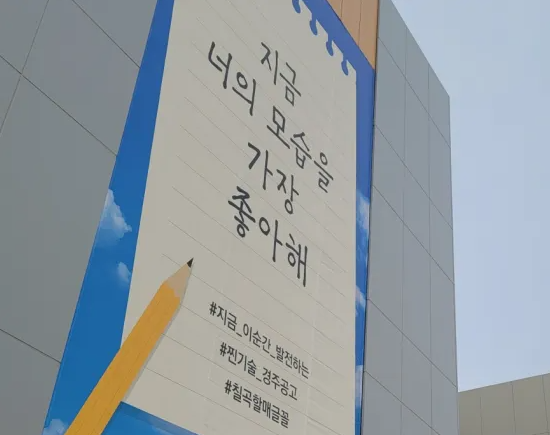 지금
너의 모습을
가장
좋아해
#지금_이순간_발전하는
#찐기술_경주공고
#칠곡할매글꼴